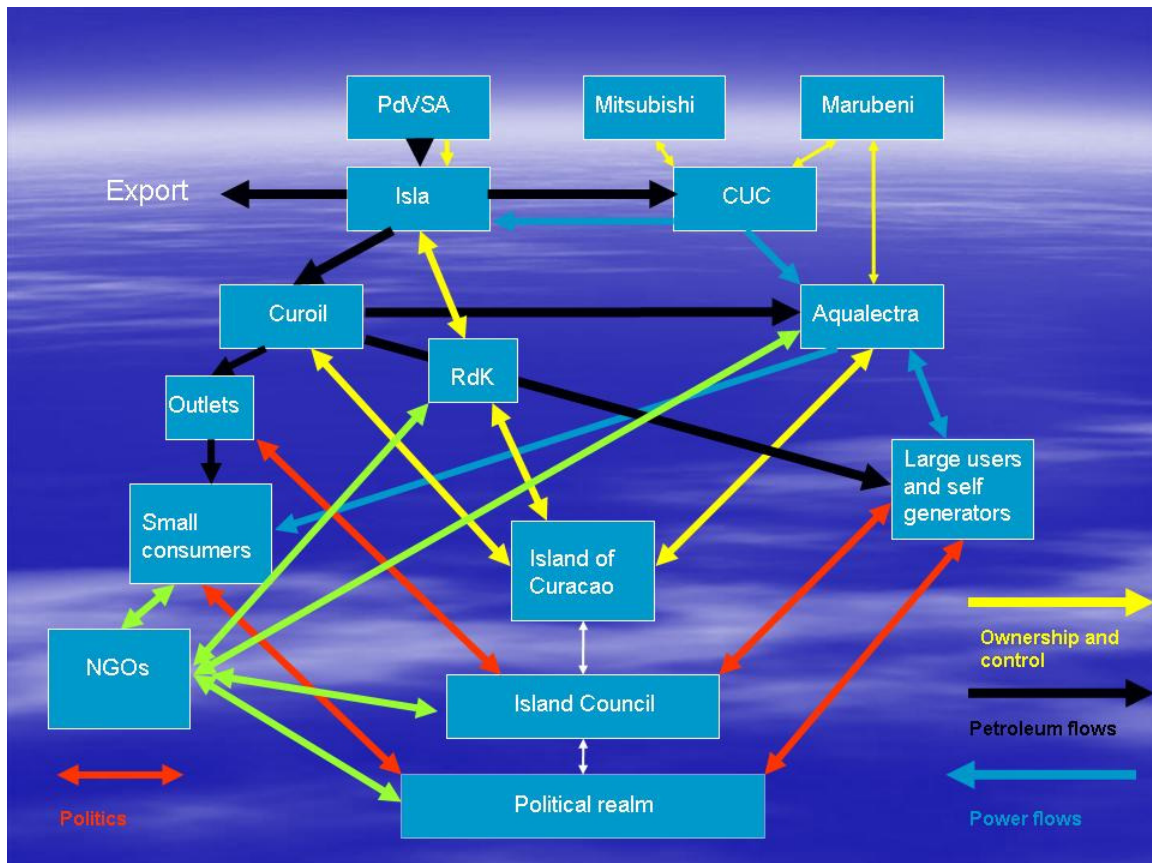 PdVSA
Mitsubishi
Marubeni
Export
Isla
CUC
Curoil
Aqualectra
RdK
Outlets
Large users
and self
generators
Small
consumers
Island of
Curacao
Ownership and
control
NGOs
Island Council
Petroleum flows
Political realm
Politics
Power flows